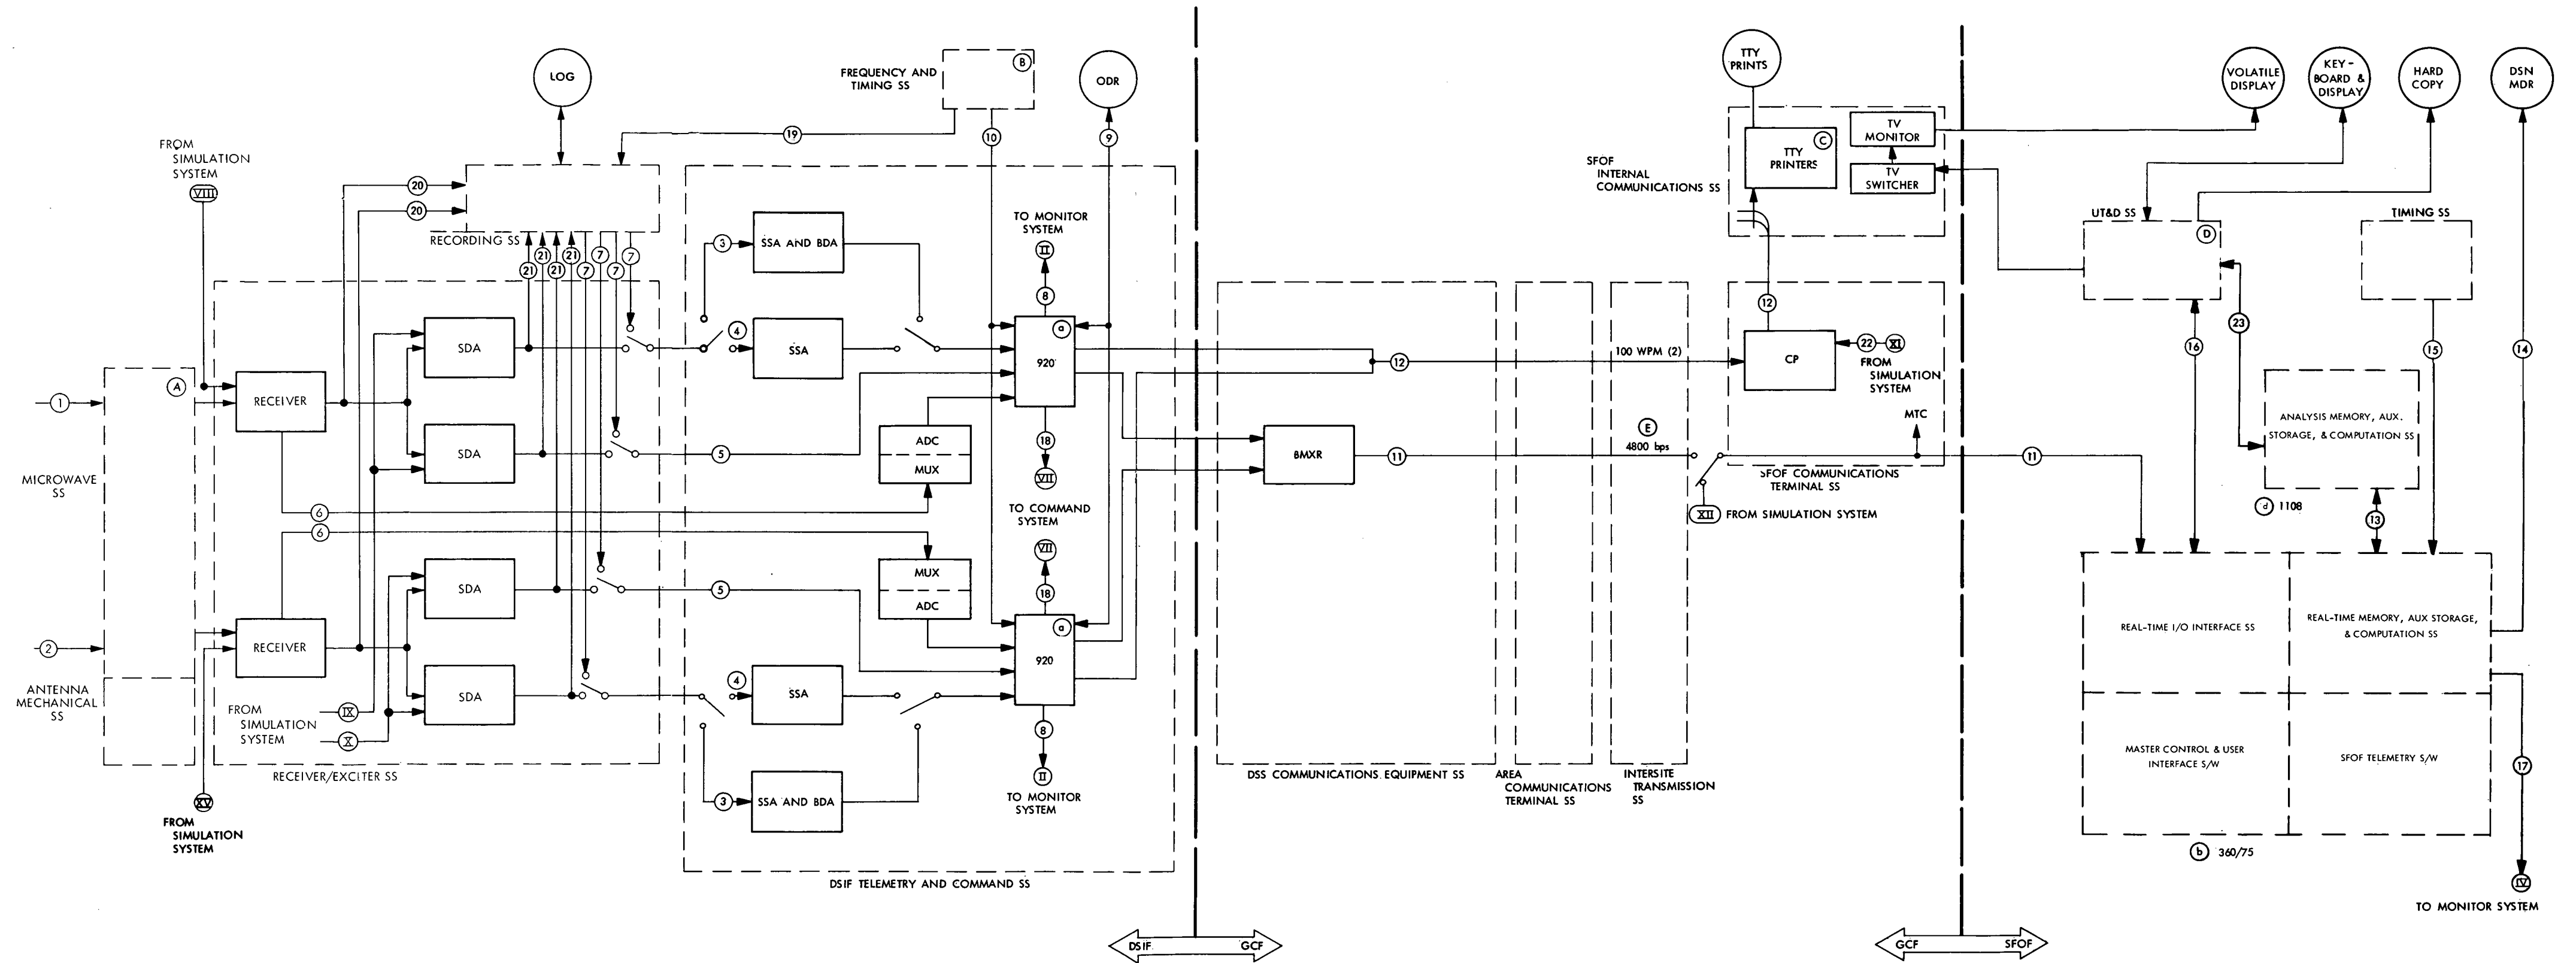 LOG
FREQUENCY AND
TIMING SS
B
ODR
19
10
9
FROM
SIMULATION
SYSTEM
VIII
20
20
RECORDING SS
21
21
21
21
7
7
7
7
A
1
2
MICROWAVE
SS
ANTENNA
MECHANICAL
SS
RECEIVER
RECEIVER
SDA
SDA
SDA
SDA
6
6
FROM
SIMULATION
SYSTEM
IX
X
RECEIVER/EXCITER SS
XV
FROM
SIMULATION
SYSTEM
3
SSA AND BDA
4
SSA
5
ADC
MUX
MUX
ADC
5
4
SSA
3
SSA AND BDA
TO MONITOR
SYSTEM
II
8
a
920
18
VII
TO COMMAND
SYSTEM
VII
18
a
920
8
II
TO MONITOR
SYSTEM
DSIF TELEMETRY AND COMMAND SS
DSIF
GCF
TTY
PRINTS
SFOF
INTERNAL
COMMUNICATIONS SS
C
TTY
PRINTERS
TV
MONITOR
TV
SWITCHER
12
12
100 WPM (2)
CP
22
XI
FROM
SIMULATION
SYSTEM
MTC
BMXR
11
E
4800 bps
SFOF COMMUNICATIONS
TERMINAL SS
XII
FROM SIMULATION SYSTEM
11
DSS COMMUNICATIONS EQUIPMENT SS
AREA
COMMUNICATIONS
TERMINAL SS
INTERSITE
TRANSMISSION
SS
GCF
SFOF
VOLATILE
DISPLAY
KEY-
BOARD &
DISPLAY
HARD
COPY
DSN
MDR
UT&D SS
D
TIMING SS
16
23
15
14
ANALYSIS MEMORY, AUX.
STORAGE, & COMPUTATION SS
d 1108
13
REAL-TIME I/O INTERFACE SS
REAL-TIME MEMORY, AUX STORAGE,
& COMPUTATION SS
MASTER CONTROL & USER
INTERFACE S/W
SFOF TELEMETRY S/W
17
b 360/75
IV
TO MONITOR SYSTEM